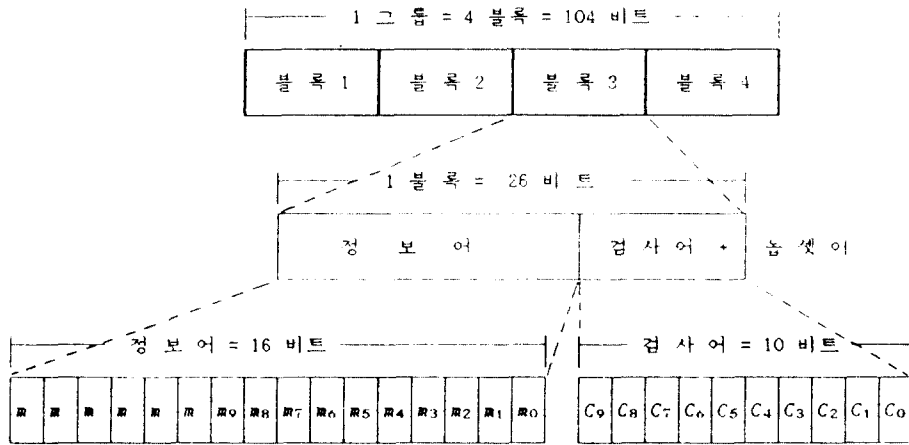 1 그 룹 = 4 블록 = 104 비트
블 록 1 블 록 2 블 록 3 블 록 4
1 블 록 = 26 비 트
정 보 어 검 사 어 + 놉 셋 어
정 보 어 = 16 비트 검 사 어 = 10 비트
m m m m m m m9 m8 m7 m6 m5 m4 m3 m2 m1 m0 C9 C8 C7 C6 C5 C4 C3 C2 C1 C0